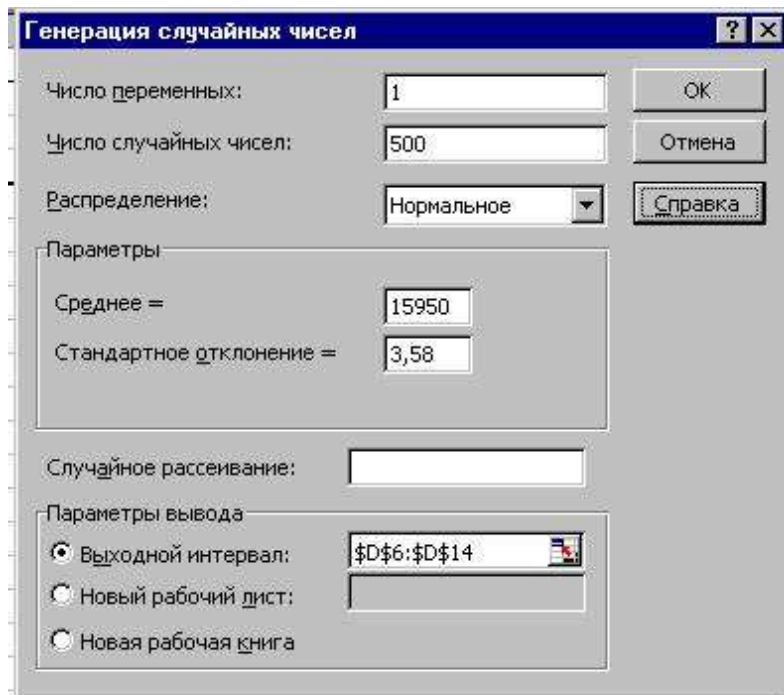 Генерация случайных чисел
Число переменных: 1 OK
Число случайных чисел: 500 Отмена
Распределение: Нормальное Справка
Параметры
Среднее = 15950
Стандартное отклонение = 3,58
Случайное рассеивание:
Параметры вывода
Выходной интервал: $D$6:$D$14
Новый рабочий лист:
Новая рабочая книга